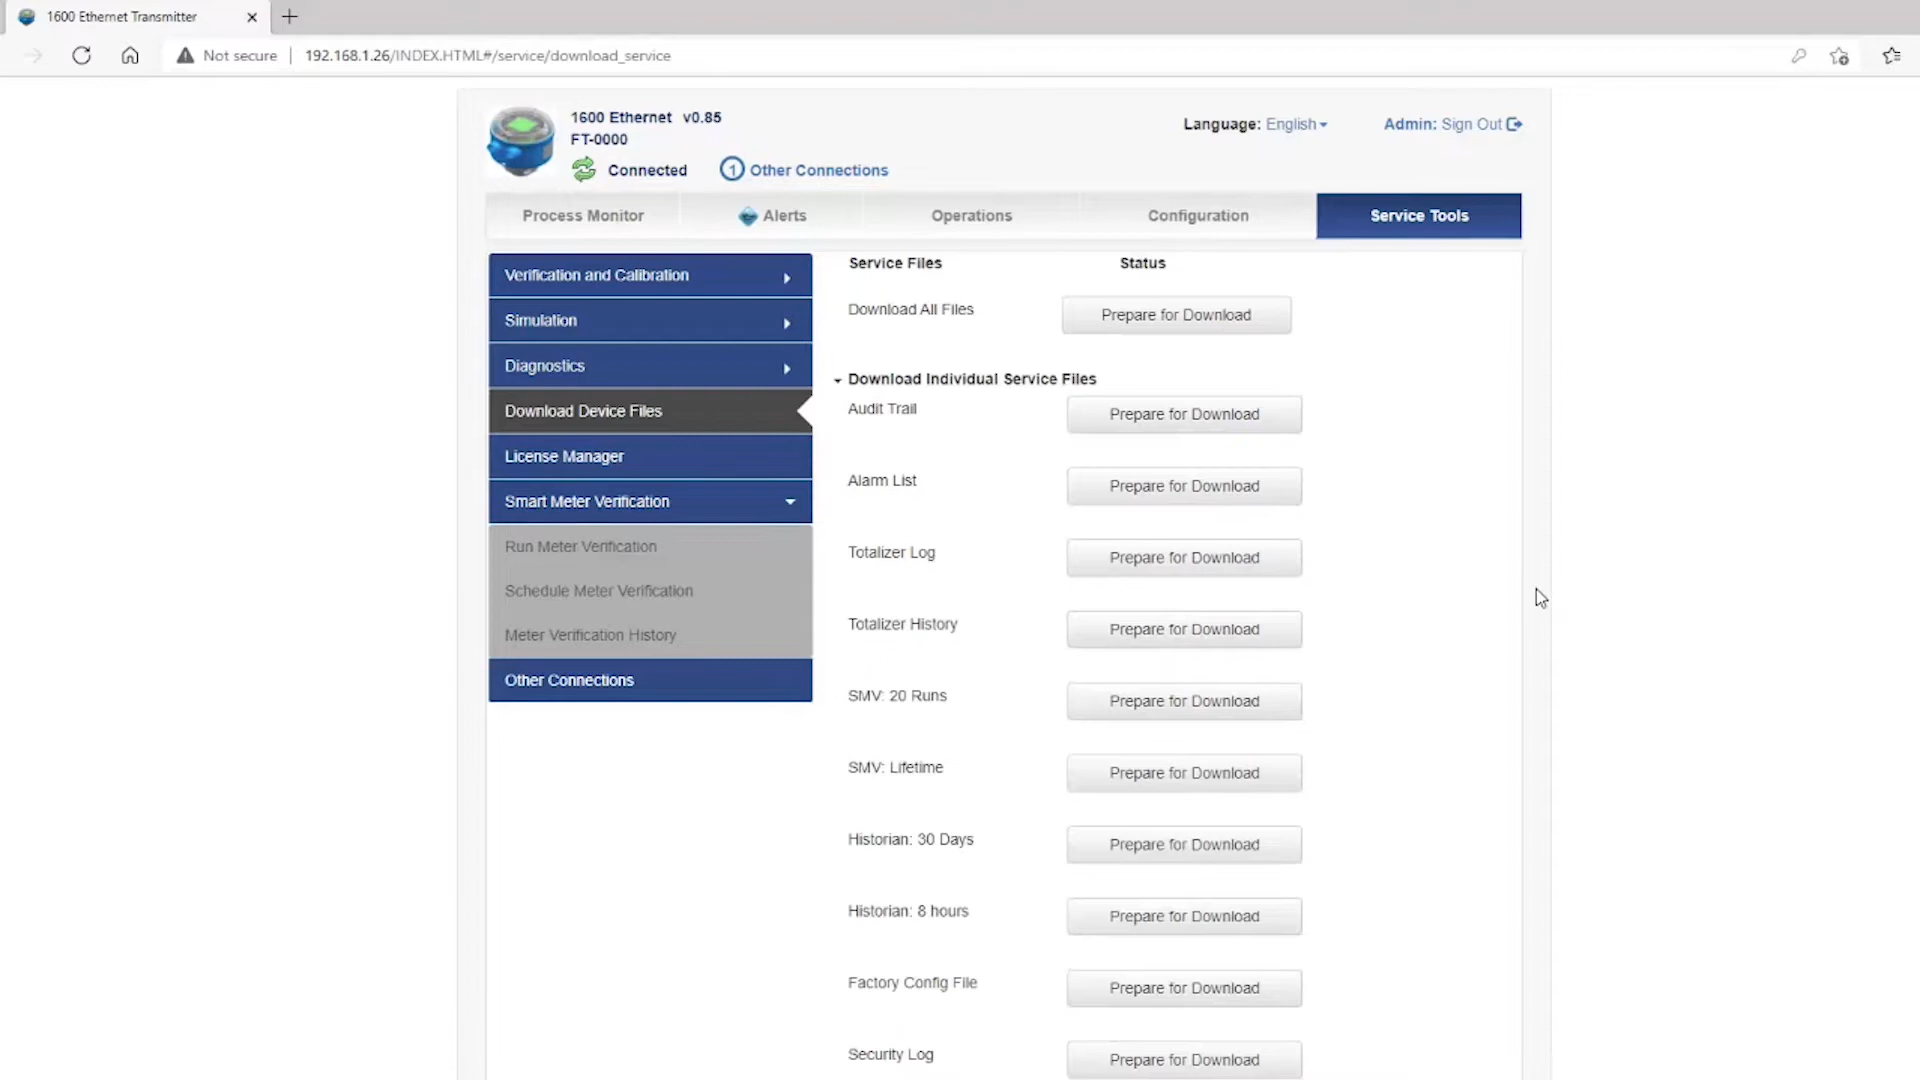 1600 Ethernet Transmitter
Not secure
192.168.1.26/INDEX.HTML#/service/download_service
1600 Ethernet v0.85
FT-0000
Connected
1 Other Connections
Language: English
Admin: Sign Out
Process Monitor
Alerts
Operations
Configuration
Service Tools
Verification and Calibration
Simulation
Diagnostics
Download Device Files
License Manager
Smart Meter Verification
Run Meter Verification
Schedule Meter Verification
Meter Verification History
Other Connections
Service Files Status
Download All Files Prepare for Download
Download Individual Service Files
Audit Trail Prepare for Download
Alarm List Prepare for Download
Totalizer Log Prepare for Download
Totalizer History Prepare for Download
SMV: 20 Runs Prepare for Download
SMV: Lifetime Prepare for Download
Historian: 30 Days Prepare for Download
Historian: 8 hours Prepare for Download
Factory Config File Prepare for Download
Security Log Prepare for Download